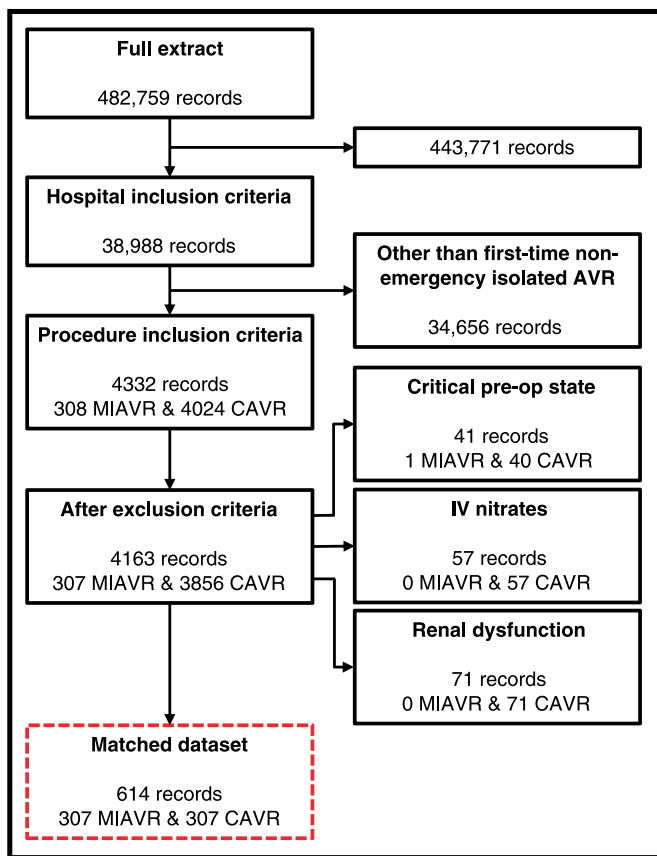 Full extract
482,759 records
443,771 records
Hospital inclusion criteria
38,988 records
Other than first-time non-
emergency isolated AVR
34,656 records
Procedure inclusion criteria
4332 records
308 MIAVR & 4024 CAVR
Critical pre-op state
41 records
1 MIAVR & 40 CAVR
After exclusion criteria
4163 records
307 MIAVR & 3856 CAVR
IV nitrates
57 records
0 MIAVR & 57 CAVR
Renal dysfunction
71 records
0 MIAVR & 71 CAVR
Matched dataset
614 records
307 MIAVR & 307 CAVR